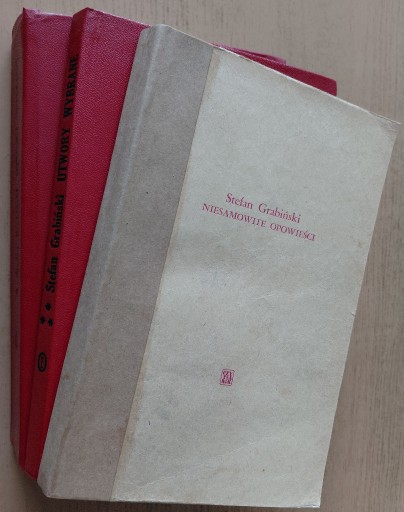 Stefan Grabiński
NIESAMOWITE OPOWIEŚCI
Stefan Grabiński UTWORY WYBRANE